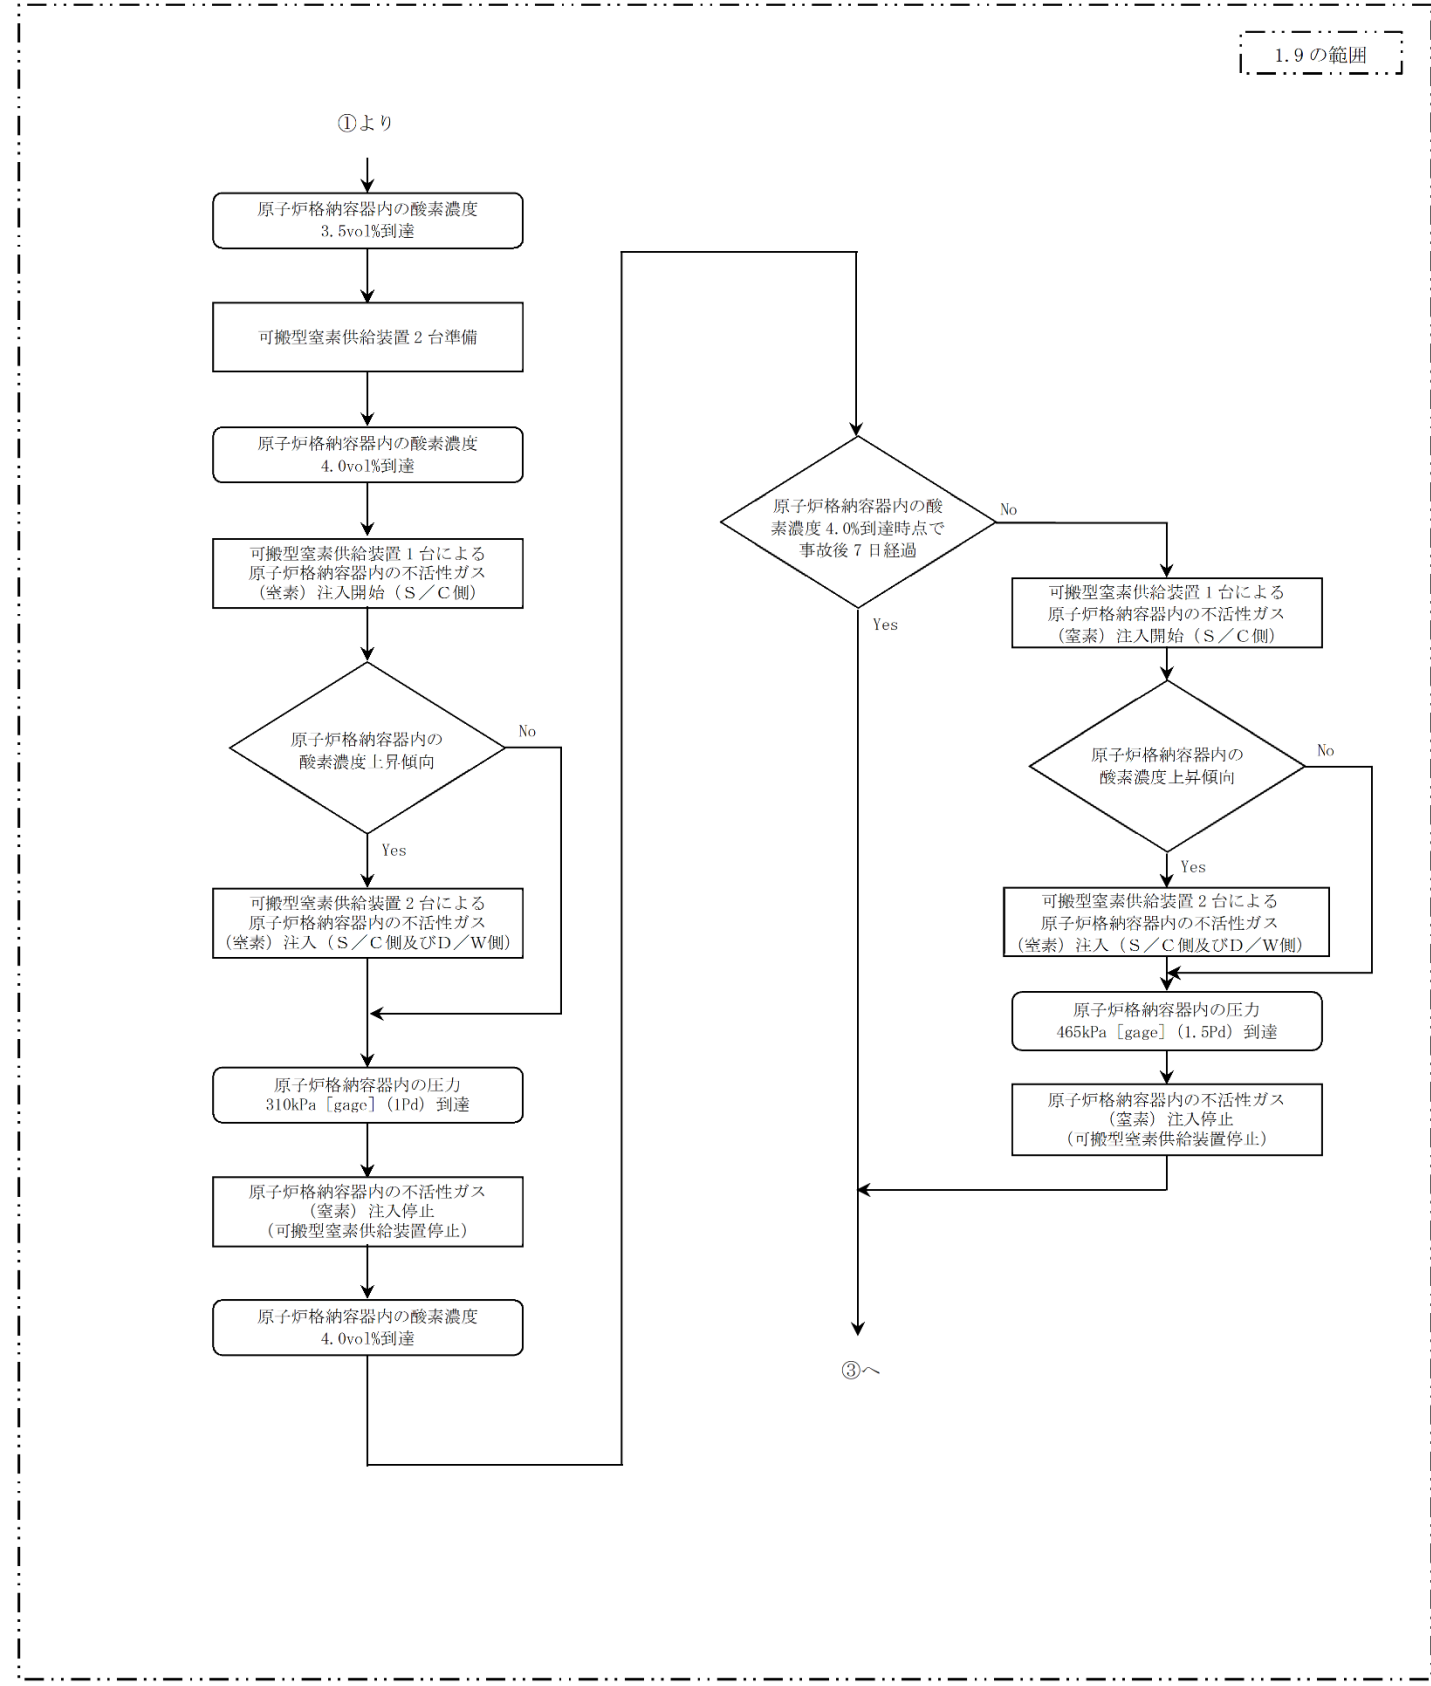 1.9の範囲
①より
原子炉格納容器内の酸素濃度
3.5vol%到達
可搬型窒素供給装置2台準備
原子炉格納容器内の酸素濃度
4.0vol%到達
可搬型窒素供給装置1台による
原子炉格納容器内の不活性ガス
(窒素)注入開始(S/C側)
原子炉格納容器内の
酸素濃度上昇傾向
No
Yes
可搬型窒素供給装置2台による
原子炉格納容器内の不活性ガス
(窒素)注入(S/C側及びD/W側)
原子炉格納容器内の圧力
310kPa[gage](1Pd)到達
原子炉格納容器内の不活性ガス
(窒素)注入停止
(可搬型窒素供給装置停止)
原子炉格納容器内の酸素濃度
4.0vol%到達
原子炉格納容器内の酸
素濃度4.0%到達時点で
事故後7日経過
No
Yes
可搬型窒素供給装置1台による
原子炉格納容器内の不活性ガス
(窒素)注入開始(S/C側)
原子炉格納容器内の
酸素濃度上昇傾向
No
Yes
可搬型窒素供給装置2台による
原子炉格納容器内の不活性ガス
(窒素)注入(S/C側及びD/W側)
原子炉格納容器内の圧力
465kPa[gage](1.5Pd)到達
原子炉格納容器内の不活性ガス
(窒素)注入停止
(可搬型窒素供給装置停止)
③へ